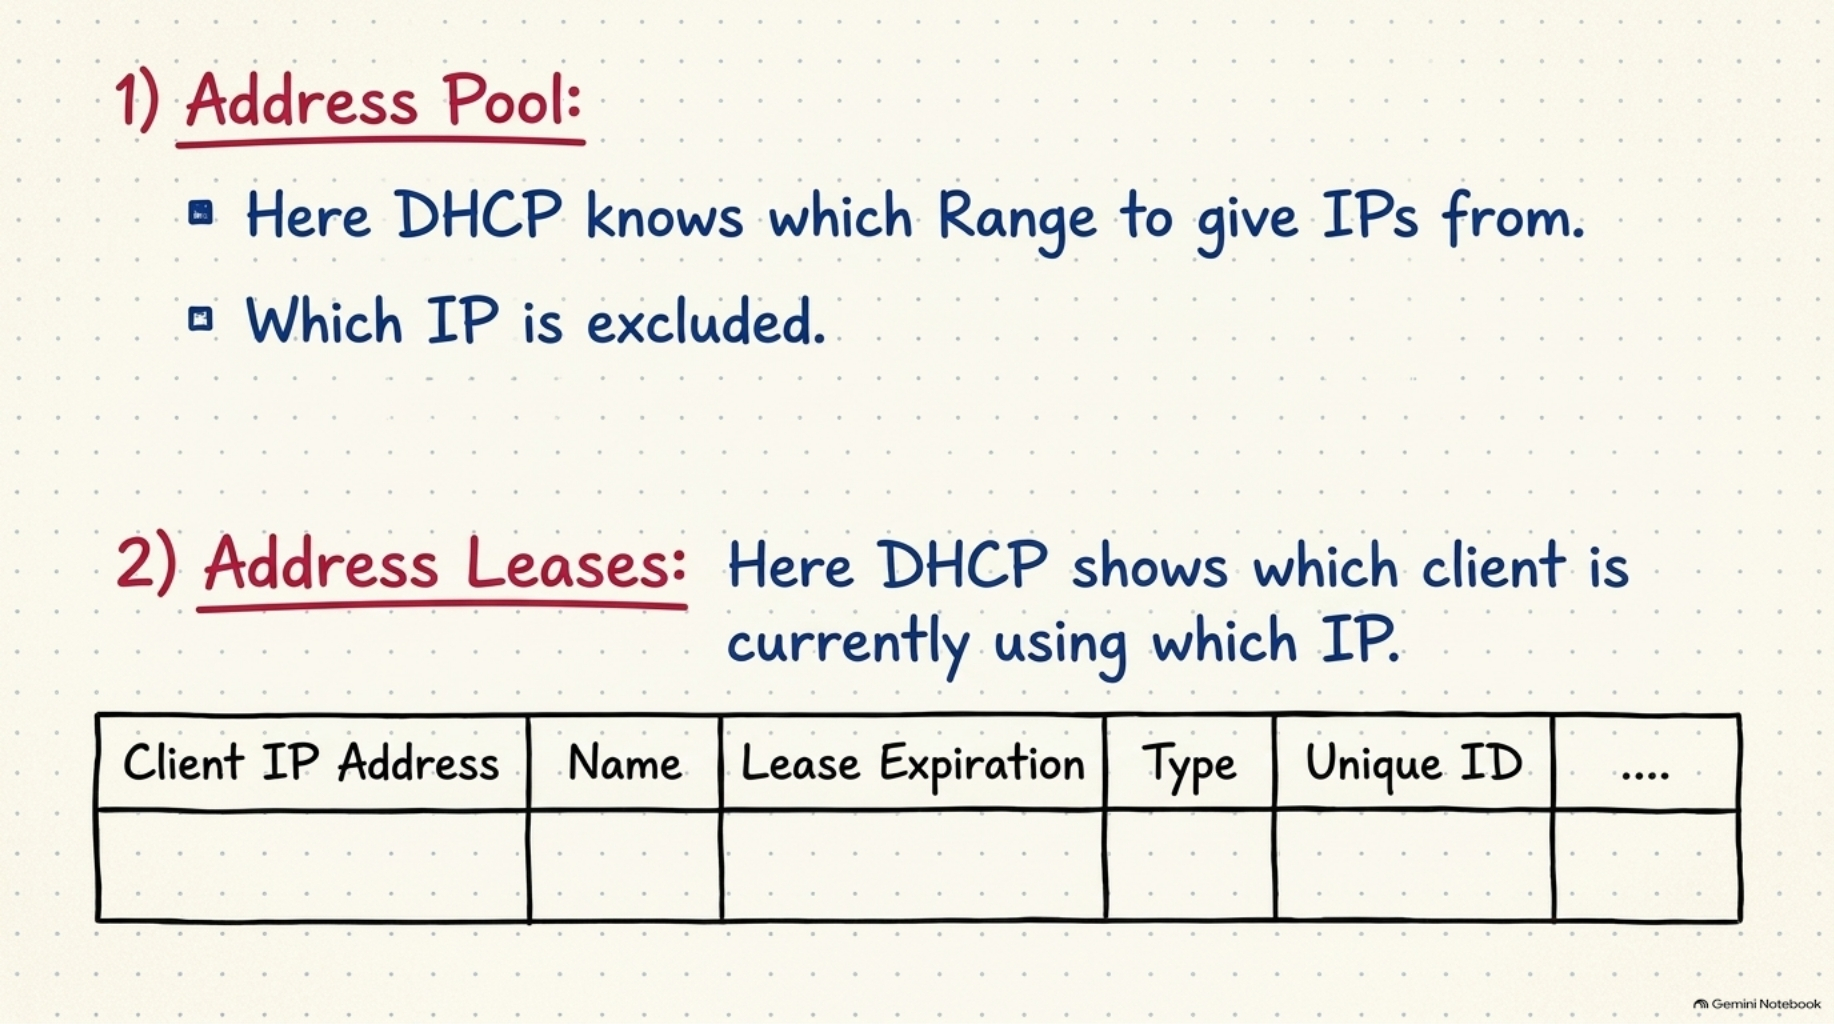 1) Address Pool:
Here DHCP knows which Range to give IPs from.
Which IP is excluded.
2) Address Leases: Here DHCP shows which client is
currently using which IP.
Client IP Address Name Lease Expiration Type Unique ID ....
Gemini Notebook